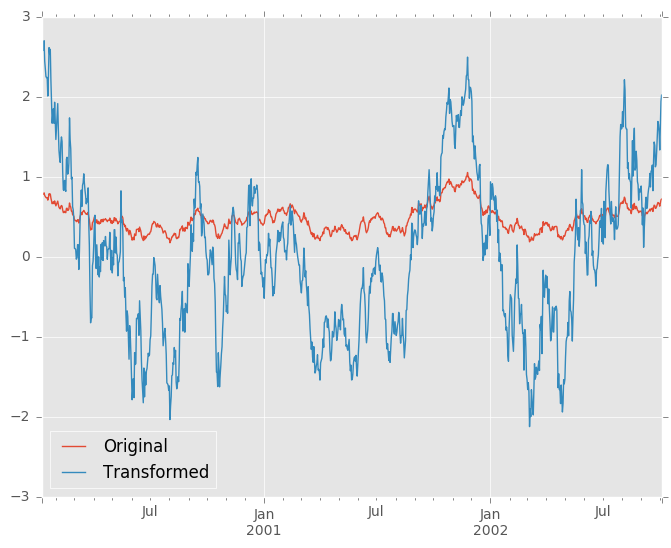 3
2
1
0
−1
−2
−3
Original
Transformed
Jul
Jan
2001
Jul
Jan
2002
Jul